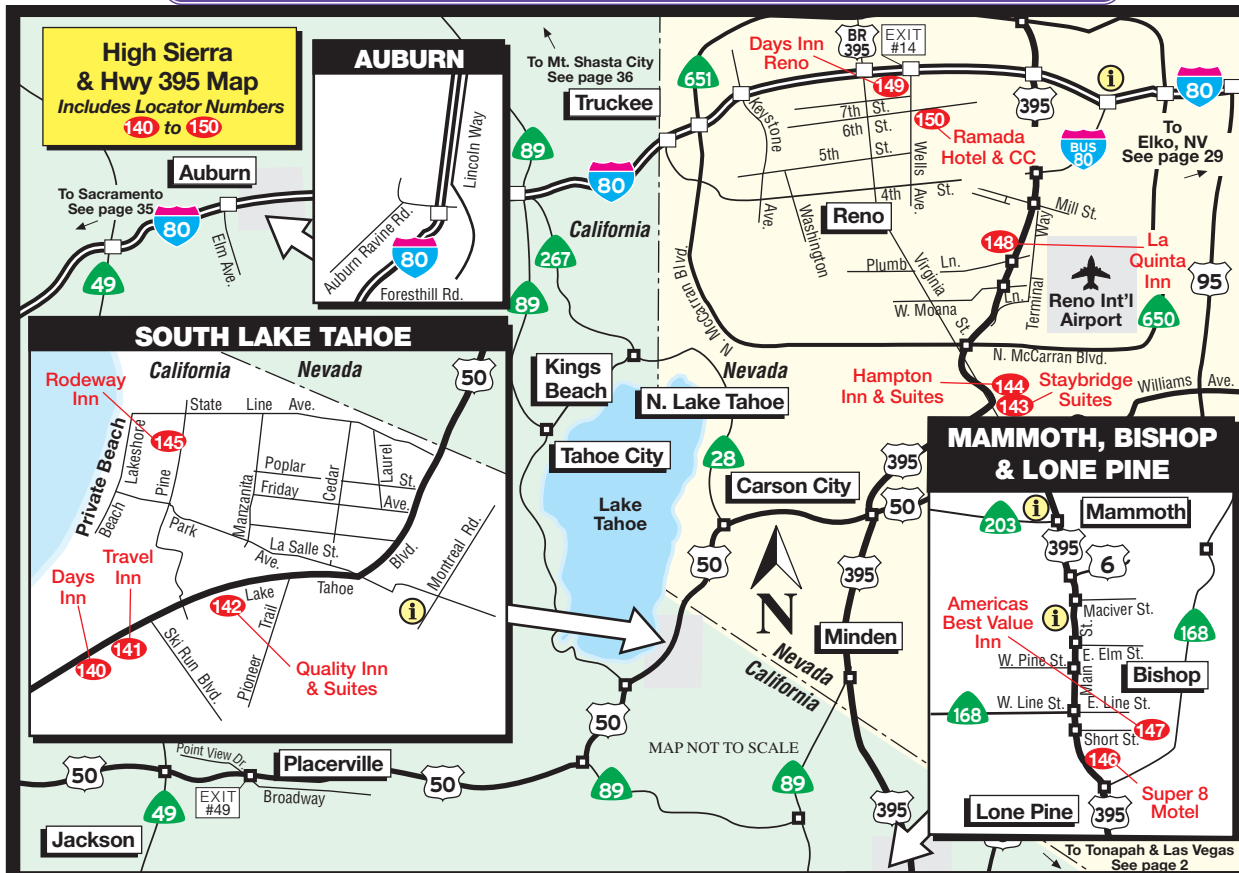 High Sierra
& Hwy 395 Map
Includes Locator Numbers
140 to 150
AUBURN
Lincoln Way
Auburn Ravine Rd.
80
Foresthill Rd.
To Mt. Shasta City
See page 36
Truckee
89
80
California
267
89
Auburn
To Sacramento
See page 35
80
Elm Ave.
49
651
BR
395
EXIT
#14
Days Inn
Reno
149
Keystone
Ave.
7th St.
6th St.
5th St.
4th St.
Wells Ave.
150
Ramada
Hotel & CC
395
i
80
BUS
80
To
Elko, NV
See page 29
Reno
Washington
Virginia St.
Mill St.
Terminal Way
148
La
Quinta
Inn
Plumb Ln.
W. Moana Ln.
Reno Int'l
Airport
650
95
N. McCarran Blvd.
N. McCarran Blvd.
Nevada
Hampton
Inn & Suites
144
143
Staybridge
Suites
Williams Ave.
SOUTH LAKE TAHOE
California
Nevada
50
Rodeway
Inn
145
State Line Ave.
Private Beach
Lakeshore
Beach
Pine
Park Ave.
Manzanita
Poplar St.
Friday Ave.
Cedar
Laurel
La Salle St.
Lake Tahoe Blvd.
Montreal Rd.
i
Travel
Inn
141
Days
Inn
140
142
Quality Inn
& Suites
Ski Run Blvd.
Pioneer Trail
Kings
Beach
N. Lake Tahoe
Tahoe City
Lake
Tahoe
28
Carson City
395
50
50
395
N
Minden
Nevada
California
50
MAP NOT TO SCALE
89
89
395
MAMMOTH, BISHOP
& LONE PINE
203
i
Mammoth
395
6
Americas
Best Value
Inn
i
Maciver St.
Main St.
E. Elm St.
W. Pine St.
168
Bishop
W. Line St.
E. Line St.
168
147
Short St.
146
Super 8
Motel
Lone Pine
395
To Tonapah & Las Vegas
See page 2
50
Point View Dr.
Placerville
EXIT
#49
Broadway
50
49
Jackson